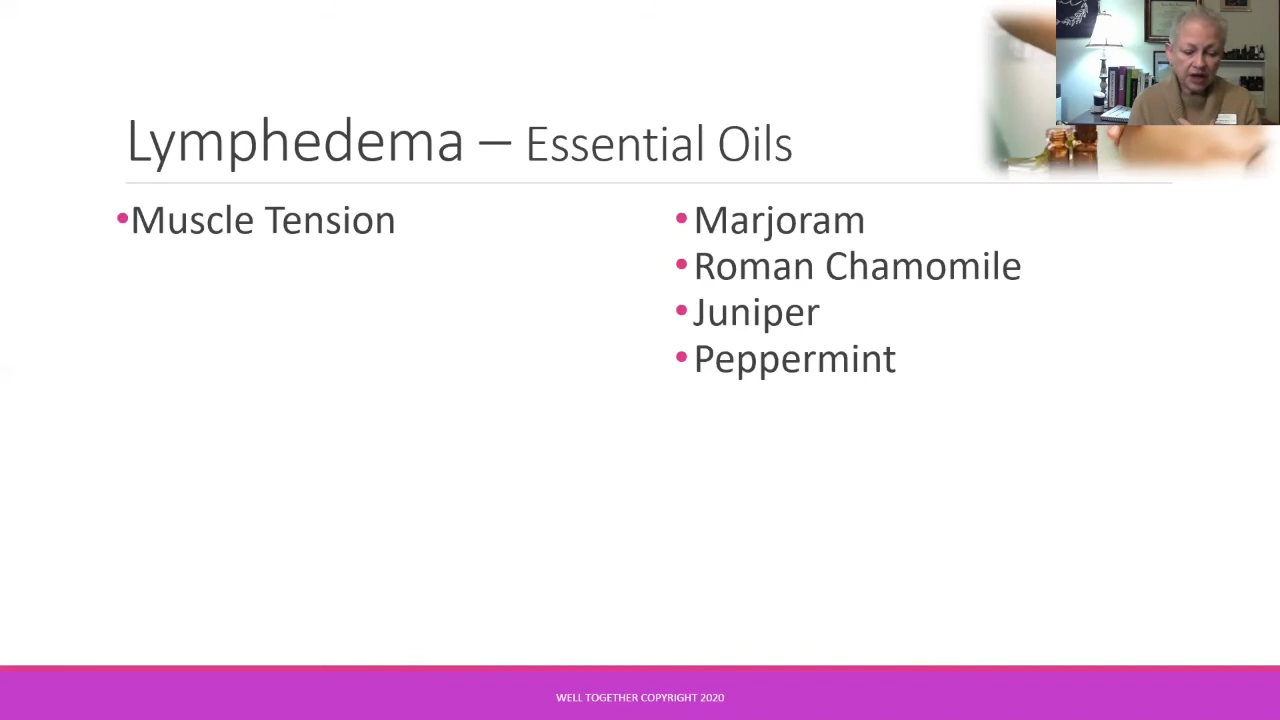 Lymphedema – Essential Oils
•Muscle Tension
•Marjoram
•Roman Chamomile
•Juniper
•Peppermint
WELL TOGETHER COPYRIGHT 2020